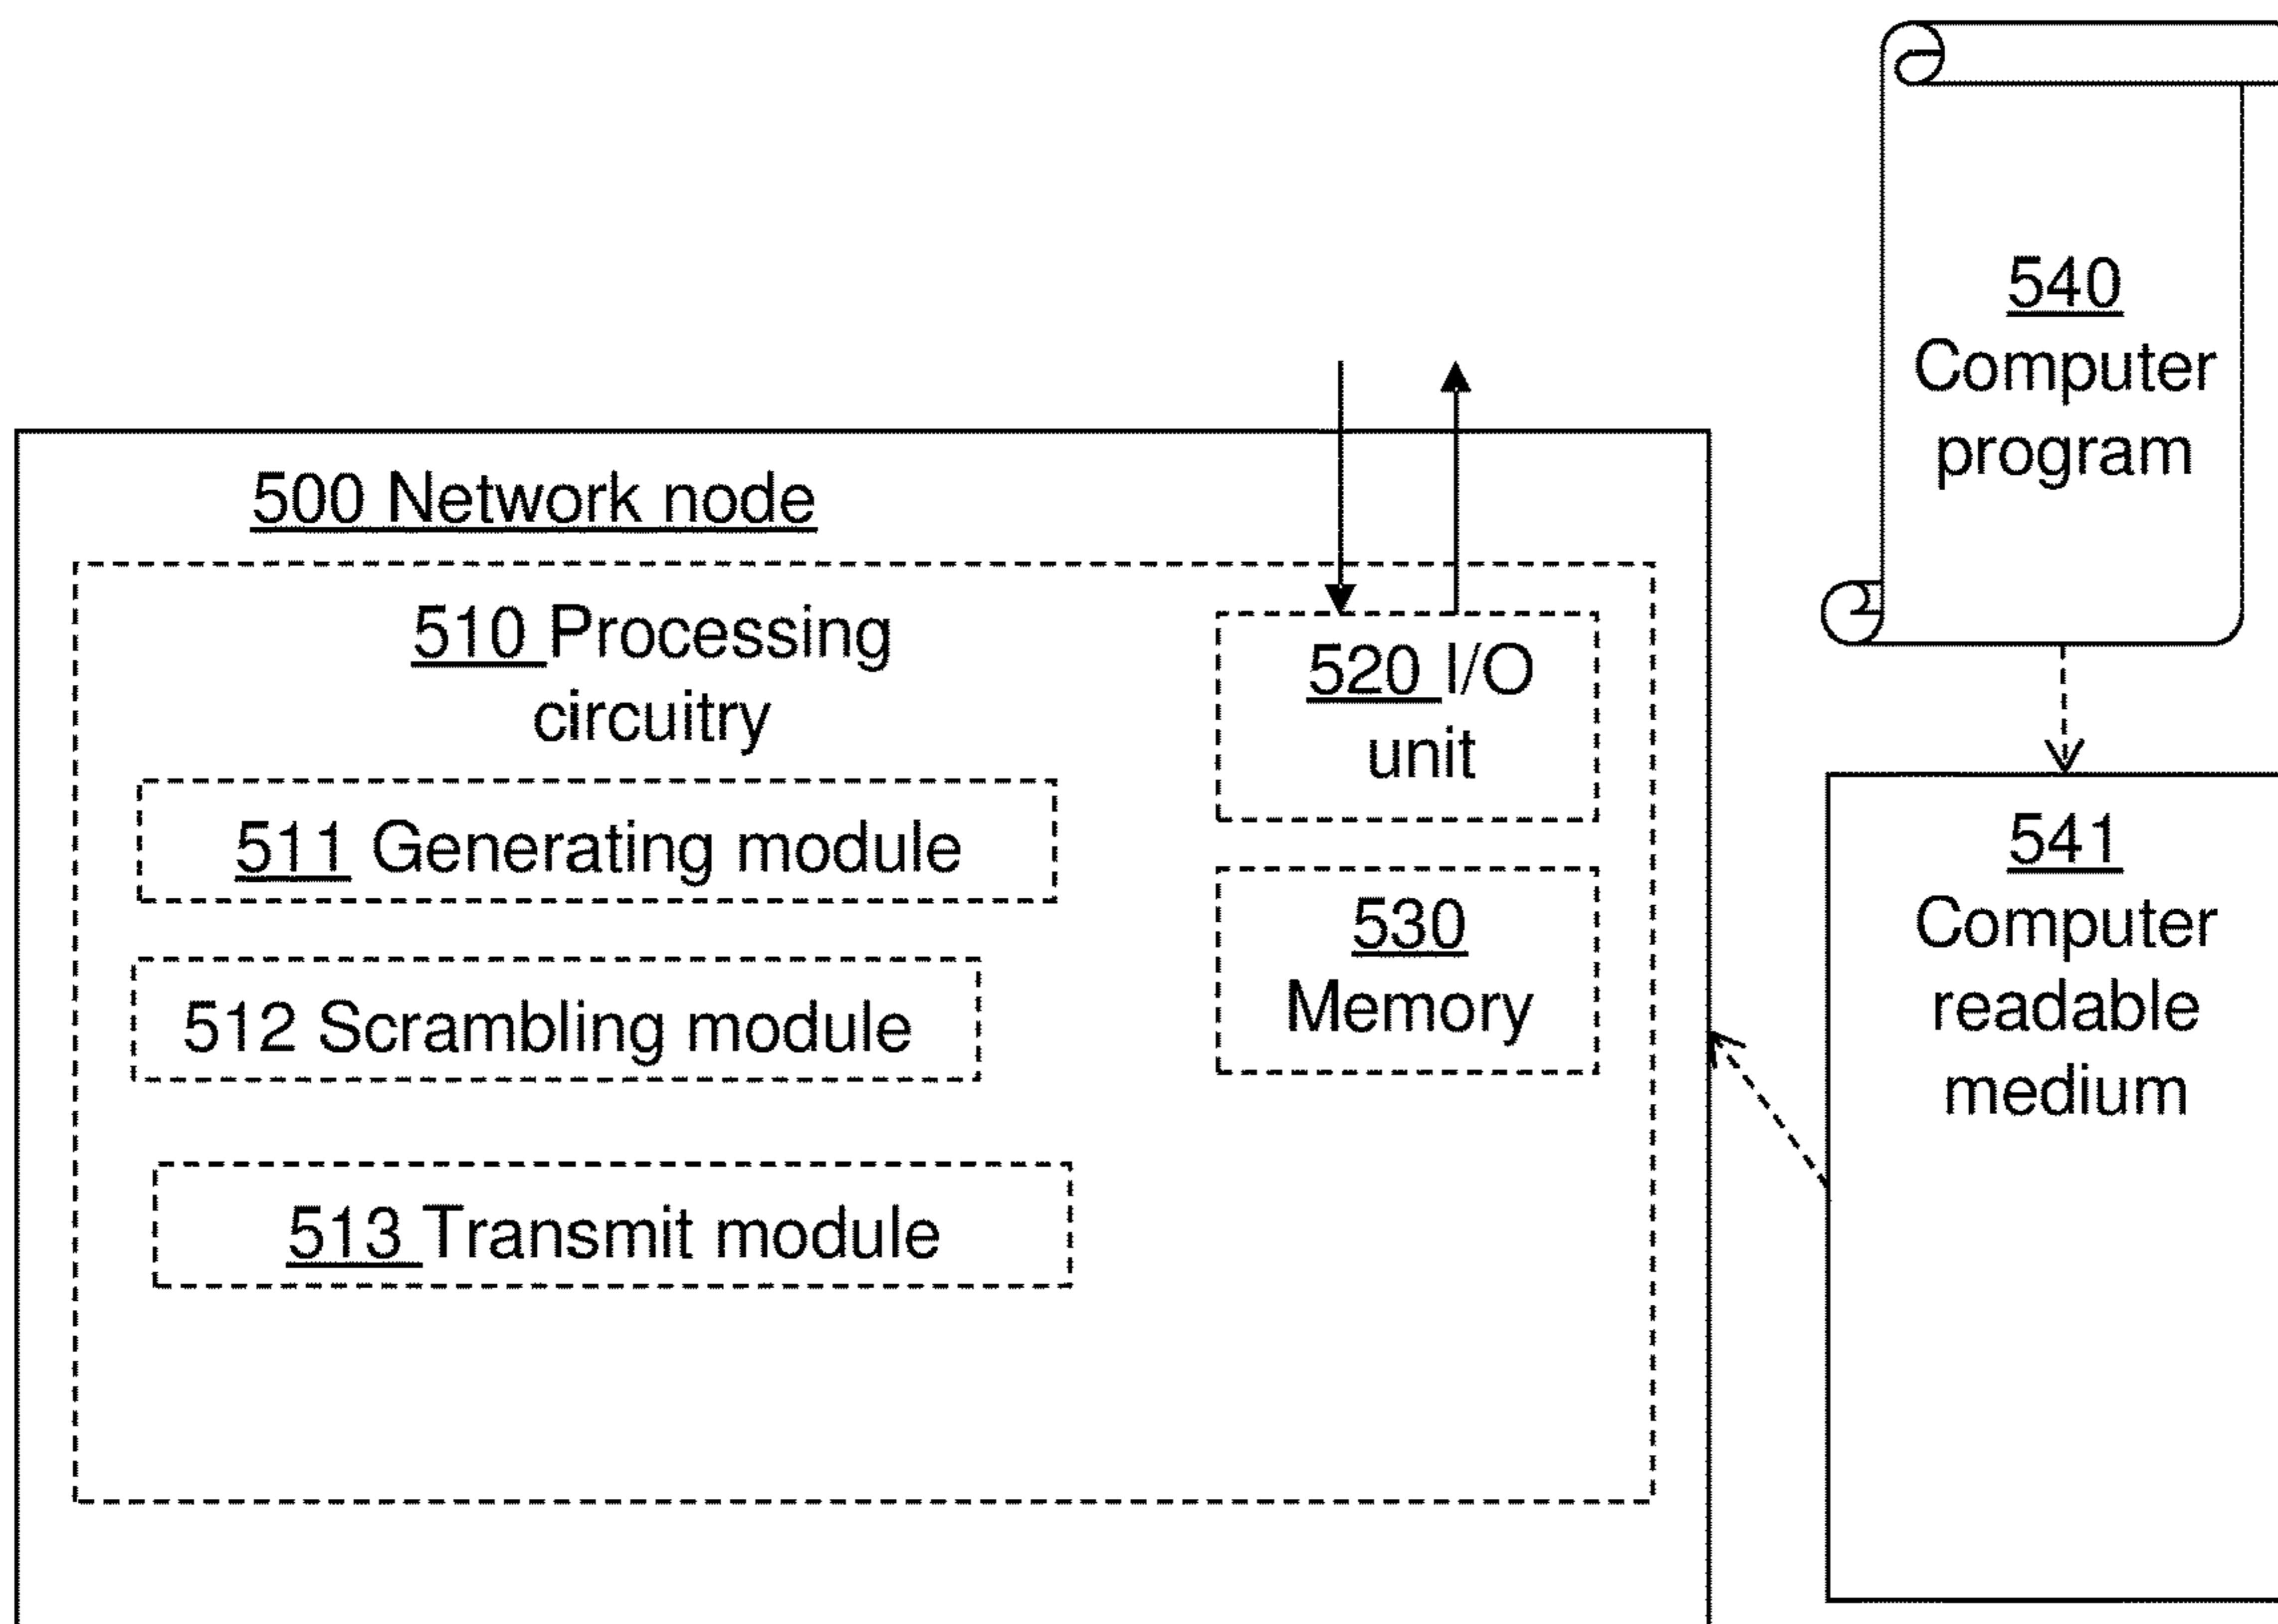 500 Network node
510 Processing
circuitry
511 Generating module
512 Scrambling module
513 Transmit module
520 I/O
unit
530
Memory
540
Computer
program
541
Computer
readable
medium